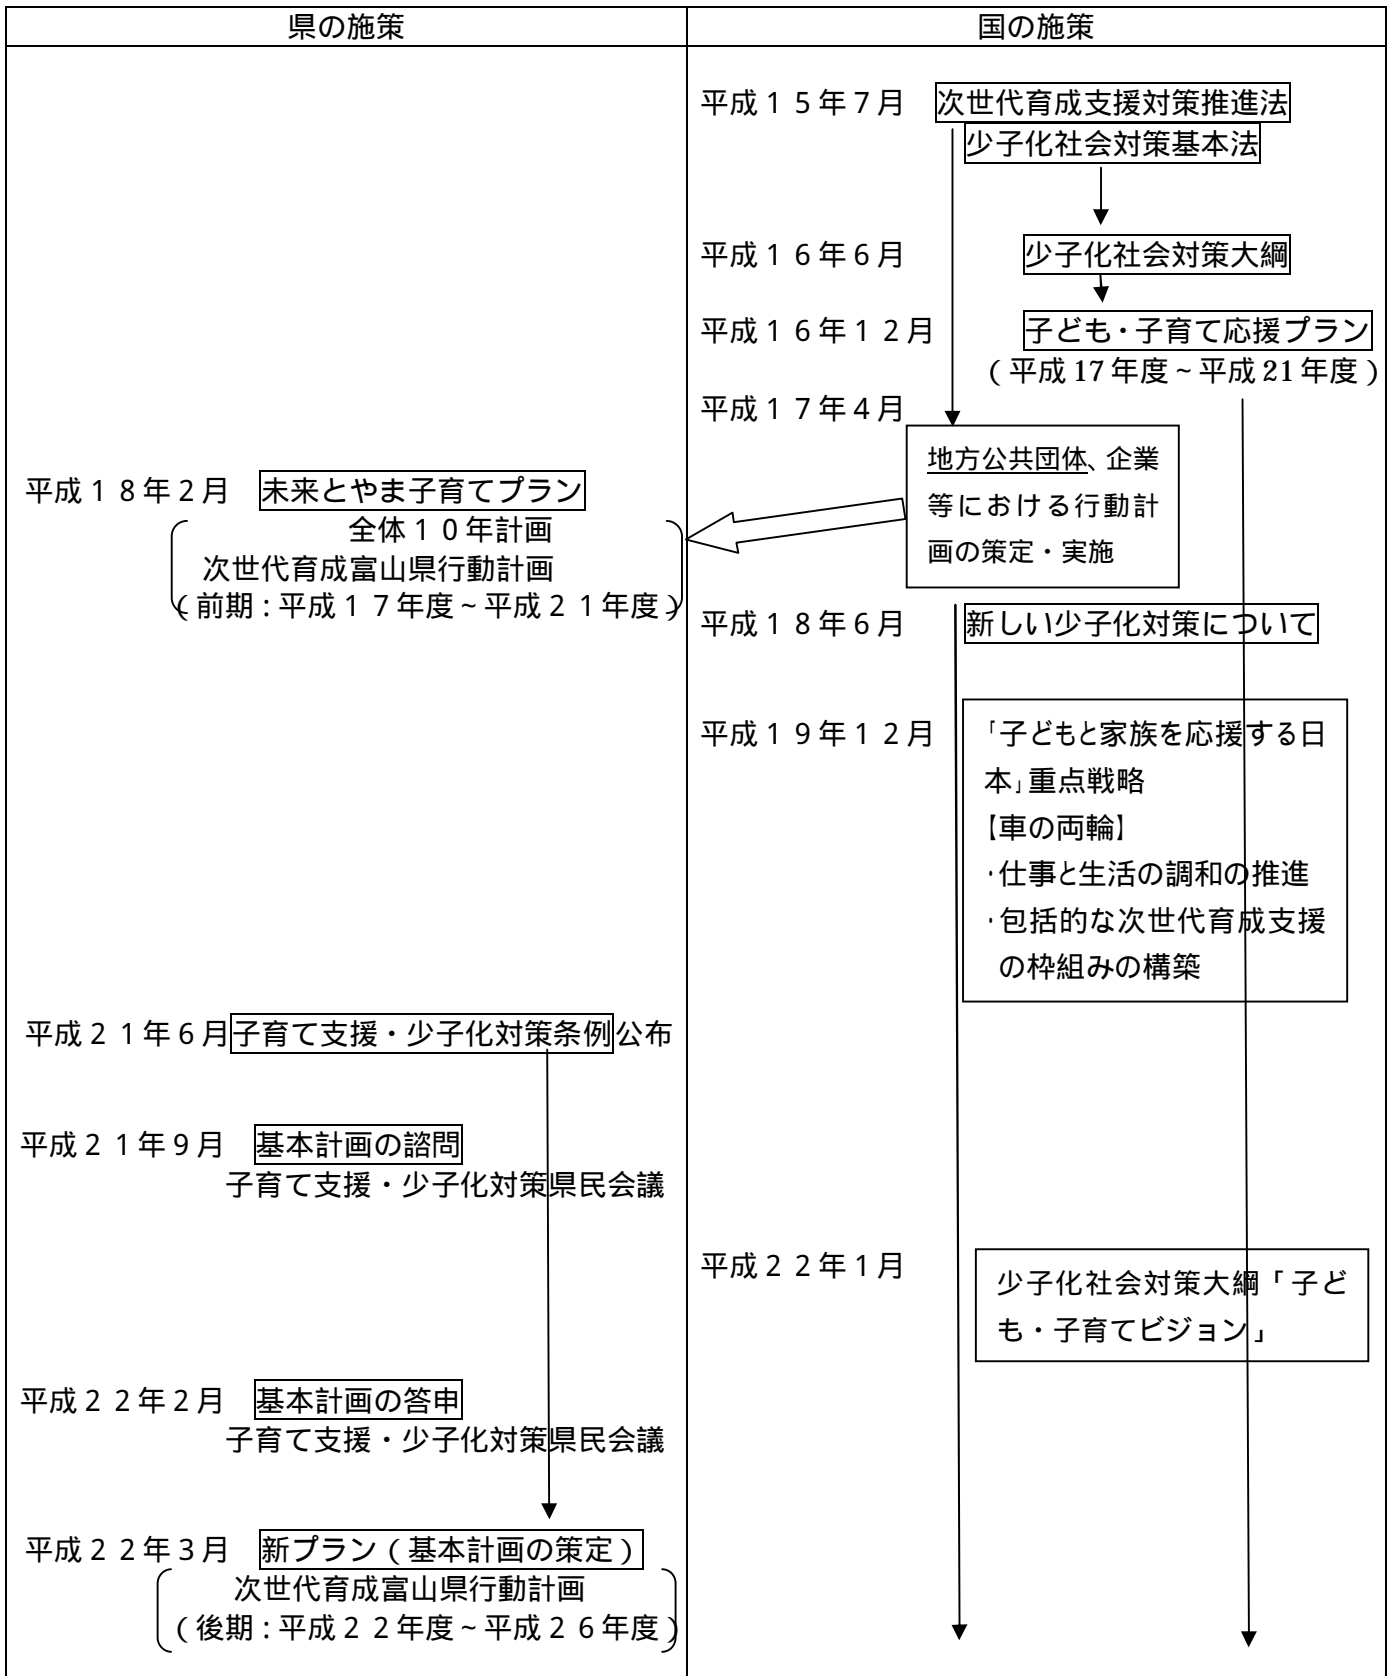 県の施策
国の施策
平成１５年７月　次世代育成支援対策推進法
少子化社会対策基本法
平成１６年６月　少子化社会対策大綱
平成１６年１２月　子ども・子育て応援プラン
（平成17年度～平成21年度）
平成１７年４月
地方公共団体、企業
等における行動計
画の策定・実施
平成１８年２月　未来とやま子育てプラン
全体１０年計画
次世代育成富山県行動計画
（前期：平成１７年度～平成２１年度）
平成１８年６月　新しい少子化対策について
平成１９年１２月
「子どもと家族を応援する日
本」重点戦略
【車の両輪】
・仕事と生活の調和の推進
・包括的な次世代育成支援
の枠組みの構築
平成２１年６月子育て支援・少子化対策条例公布
平成２１年９月　基本計画の諮問
子育て支援・少子化対策県民会議
平成２２年１月
少子化社会対策大綱「子ど
も・子育てビジョン」
平成２２年２月　基本計画の答申
子育て支援・少子化対策県民会議
平成２２年３月　新プラン（基本計画の策定）
次世代育成富山県行動計画
（後期：平成２２年度～平成２６年度）